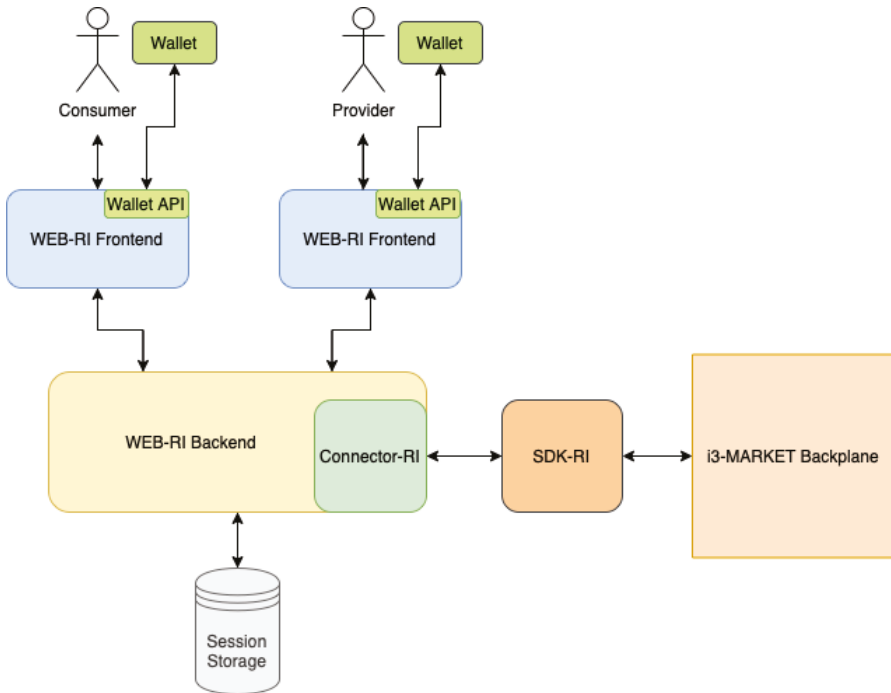 Wallet
Wallet
Consumer
Provider
Wallet API
Wallet API
WEB-RI Frontend
WEB-RI Frontend
WEB-RI Backend
Connector-RI
SDK-RI
i3-MARKET Backplane
Session
Storage